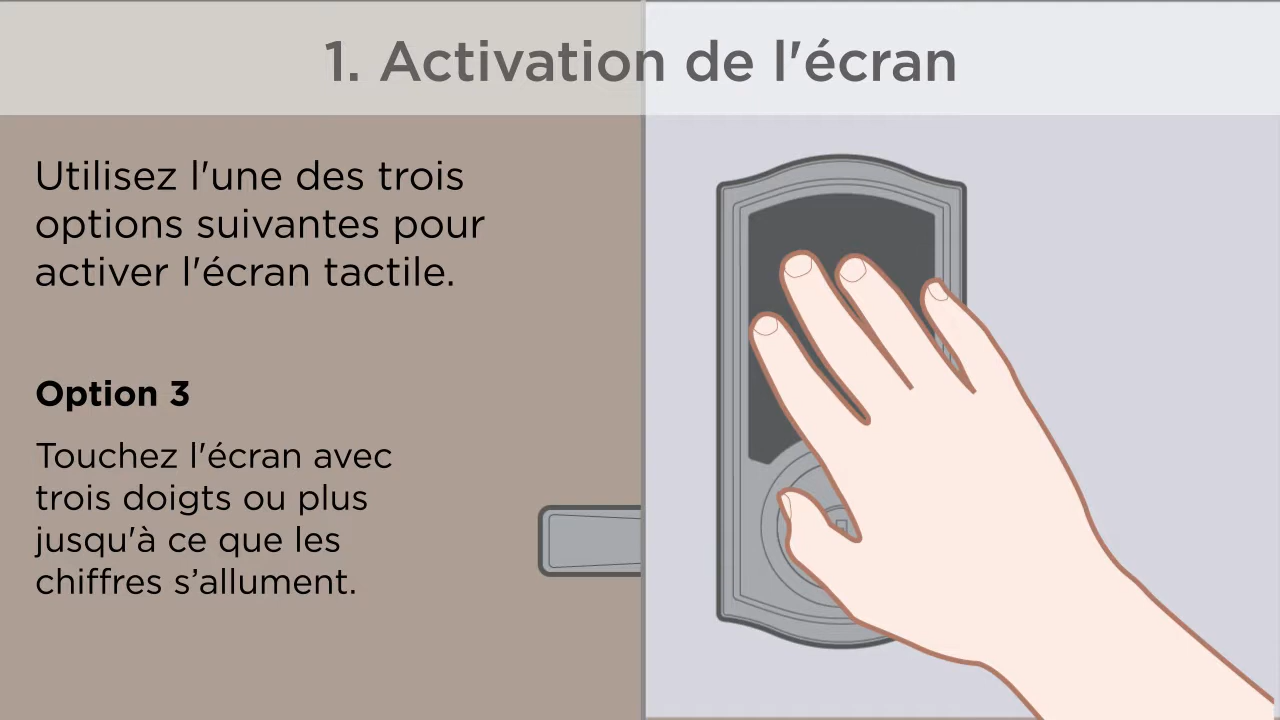 1. Activation de l'écran
Utilisez l'une des trois
options suivantes pour
activer l'écran tactile.
Option 3
Touchez l'écran avec
trois doigts ou plus
jusqu'à ce que les
chiffres s’allument.